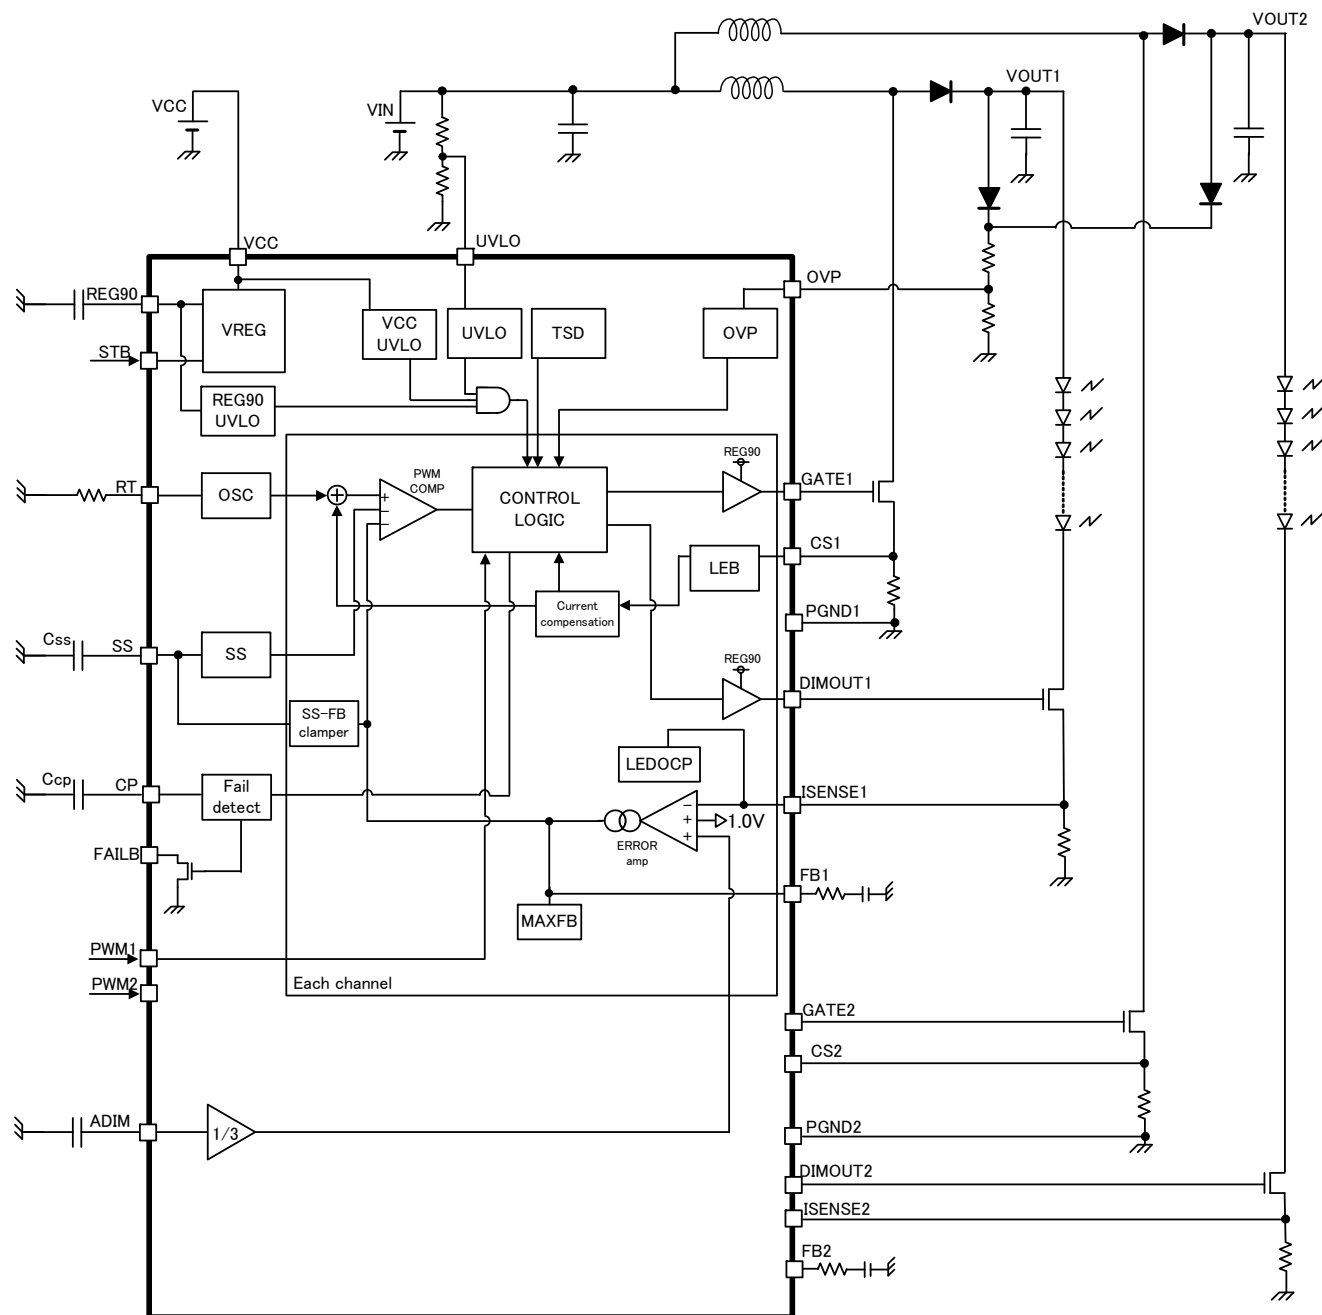 VOUT2
VOUT1
VCC
VIN
VCC
UVLO
OVP
REG90
VREG
VCC
UVLO
UVLO
TSD
OVP
STB
REG90
UVLO
REG90
PWM
COMP
RT
OSC
CONTROL
LOGIC
GATE1
CS1
LEB
Current
compensation
PGND1
Css
SS
SS
REG90
DIMOUT1
SS-FB
clamper
LEDOCP
Ccp
CP
Fail
detect
ISENSE1
1.0V
ERROR
amp
FAILB
FB1
MAXFB
PWM1
Each channel
PWM2
GATE2
CS2
ADIM
1/3
PGND2
DIMOUT2
ISENSE2
FB2